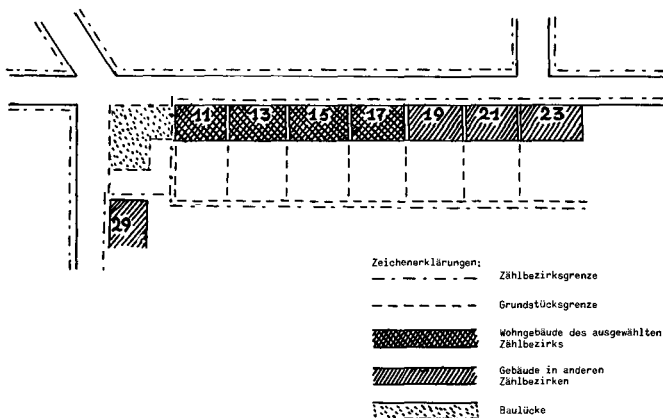 11 13 15 17 19 21 23
29
Zeichenerklärungen:
Zählbezirksgrenze
Grundstücksgrenze
Wohngebäude des ausgewählten
Zählbezirks
Gebäude in anderen
Zählbezirken
Baulücke